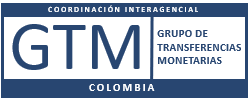 COORDINACIÓN INTERAGENCIAL
GTM
GRUPO DE
TRANSFERENCIAS
MONETARIAS
COLOMBIA